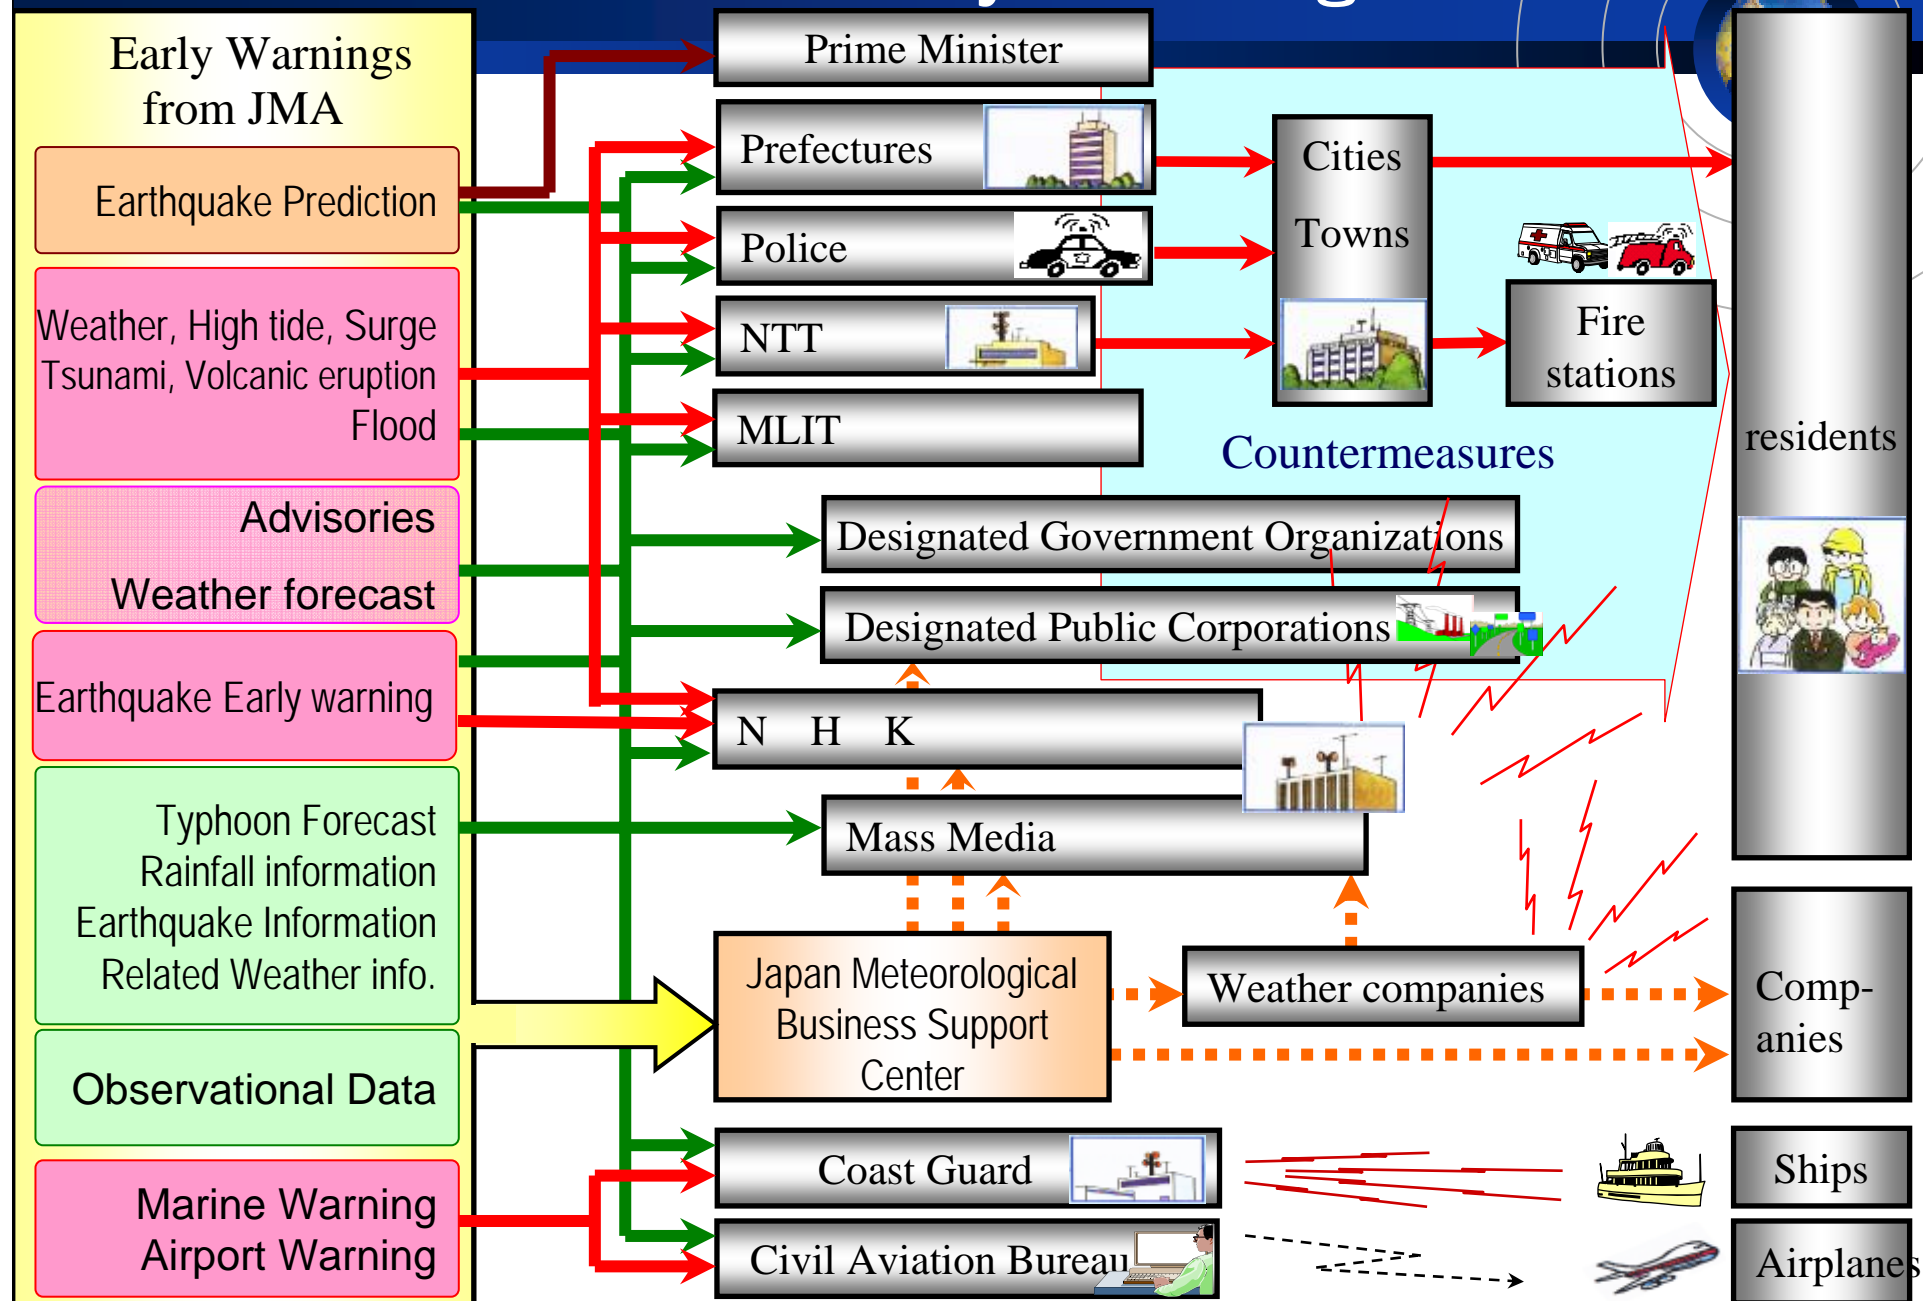 Early Warnings
from JMA
Earthquake Prediction
Weather, High tide, Surge
Tsunami, Volcanic eruption
Flood
Advisories
Weather forecast
Earthquake Early warning
Typhoon Forecast
Rainfall information
Earthquake Information
Related Weather info.
Observational Data
Marine Warning
Airport Warning
Prime Minister
Prefectures
Police
NTT
MLIT
Cities
Towns
Fire
stations
Countermeasures
Designated Government Organizations
Designated Public Corporations
N H K
Mass Media
Japan Meteorological
Business Support
Center
Weather companies
Coast Guard
Civil Aviation Bureau
residents
Comp-
anies
Ships
Airplanes